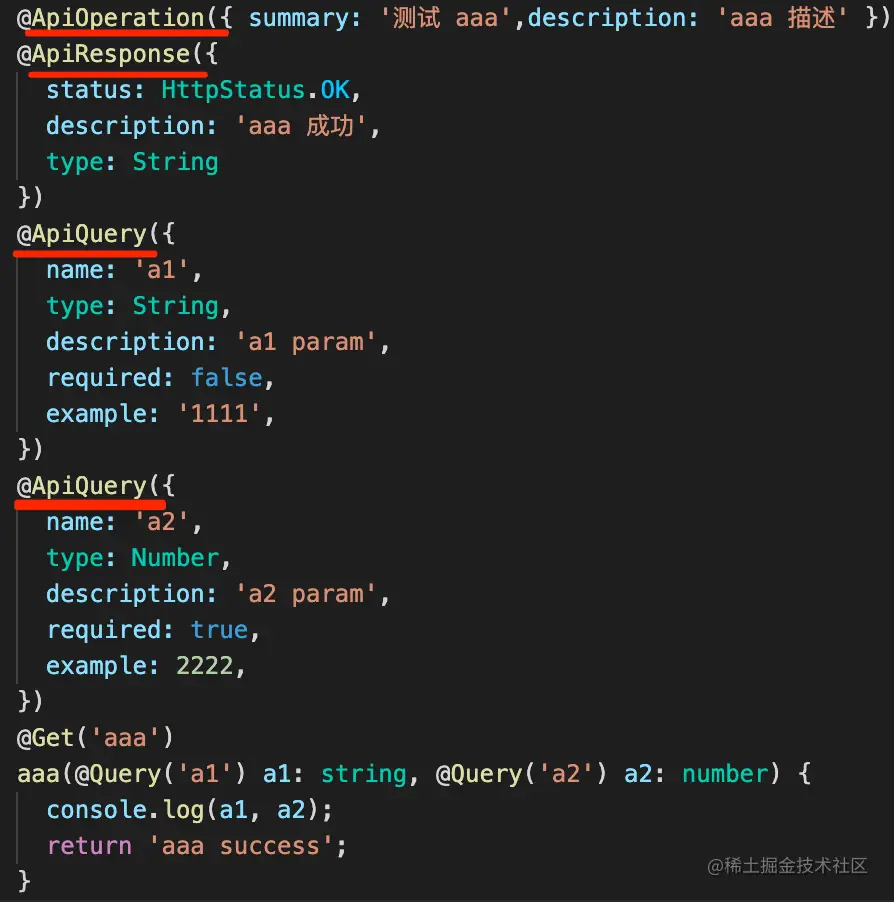 @ApiOperation({ summary: '测试 aaa',description: 'aaa 描述' })
@ApiResponse({
  status: HttpStatus.OK,
  description: 'aaa 成功',
  type: String
})
@ApiQuery({
  name: 'a1',
  type: String,
  description: 'a1 param',
  required: false,
  example: '1111',
})
@ApiQuery({
  name: 'a2',
  type: Number,
  description: 'a2 param',
  required: true,
  example: 2222,
})
@Get('aaa')
aaa(@Query('a1') a1: string, @Query('a2') a2: number) {
  console.log(a1, a2);
  return 'aaa success';
}
@稀土掘金技术社区